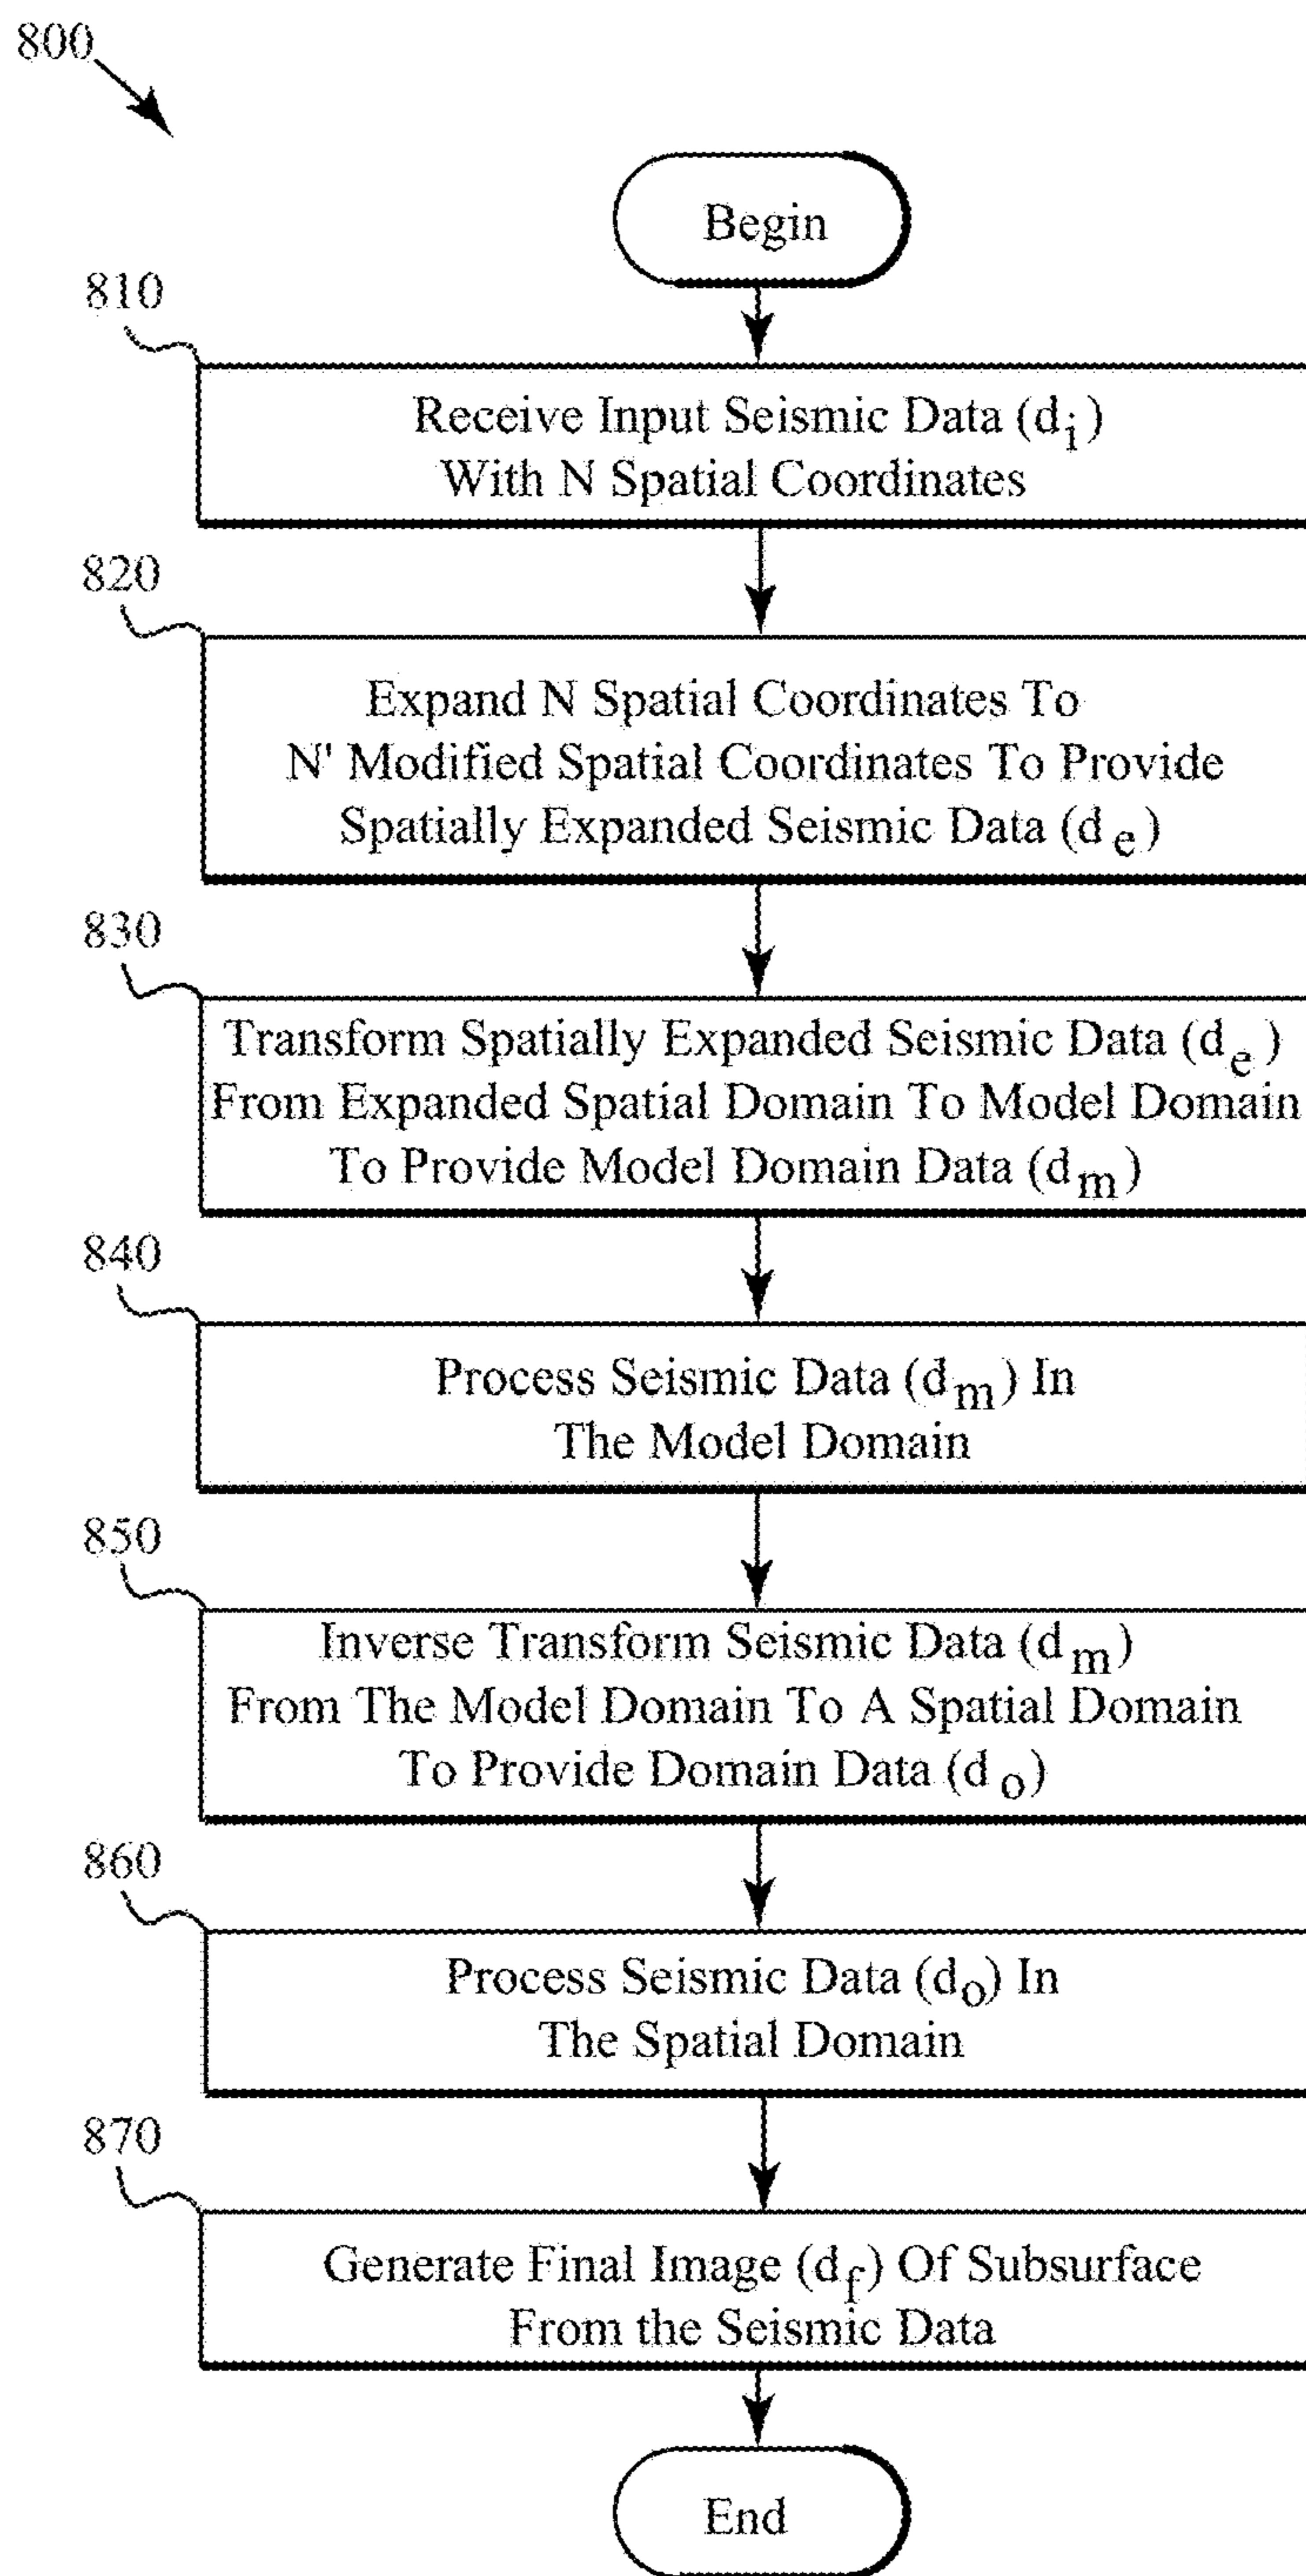 800
Begin
810
Receive Input Seismic Data (di)
With N Spatial Coordinates
820
Expand N Spatial Coordinates To
N' Modified Spatial Coordinates To Provide
Spatially Expanded Seismic Data (de)
830
Transform Spatially Expanded Seismic Data (de)
From Expanded Spatial Domain To Model Domain
To Provide Model Domain Data (dm)
840
Process Seismic Data (dm) In
The Model Domain
850
Inverse Transform Seismic Data (dm)
From The Model Domain To A Spatial Domain
To Provide Domain Data (do)
860
Process Seismic Data (do) In
The Spatial Domain
870
Generate Final Image (df) Of Subsurface
From the Seismic Data
End